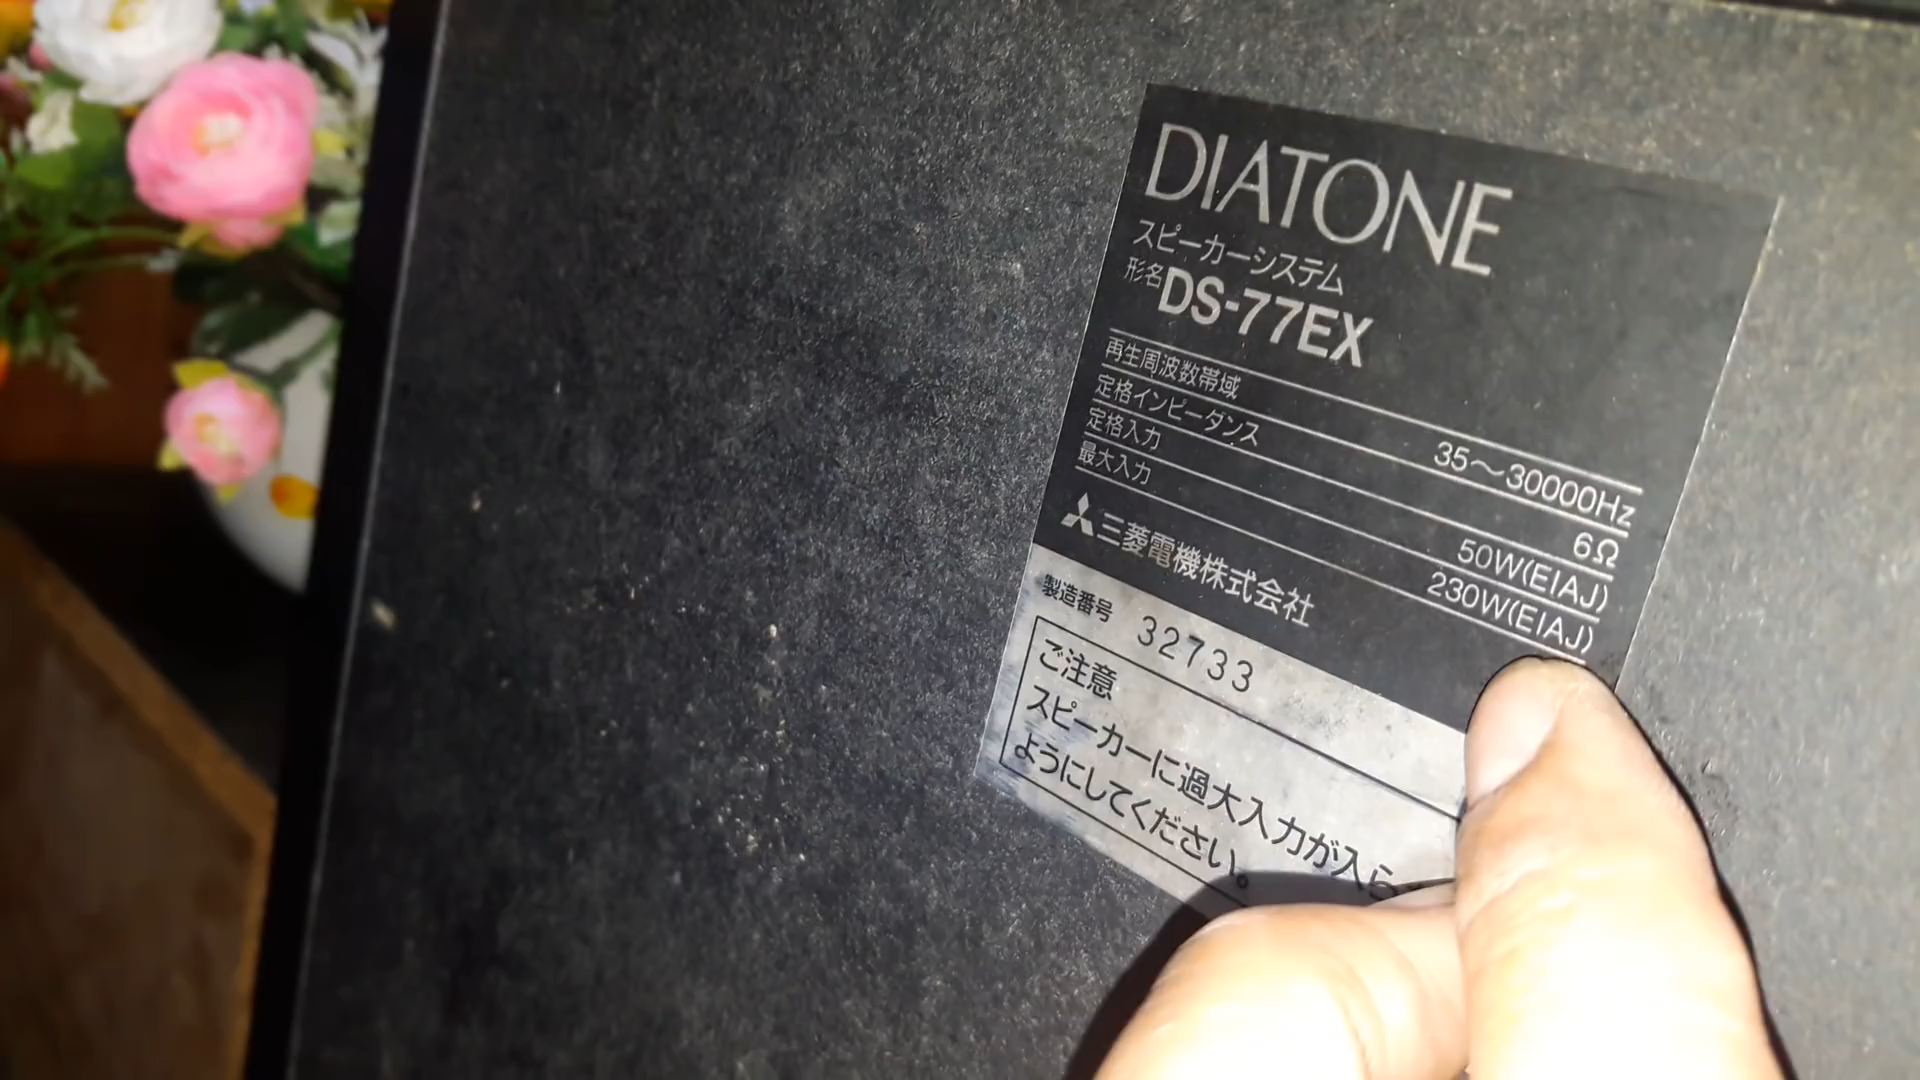 DIATONE
スピーカーシステム
形名DS-77EX
再生周波数帯域 35～30000Hz
定格インピーダンス 6Ω
定格入力 50W(EIAJ)
最大入力 230W(EIAJ)
三菱電機株式会社
製造番号 32733
ご注意
スピーカーに過大入力が入ら
ようにしてください。